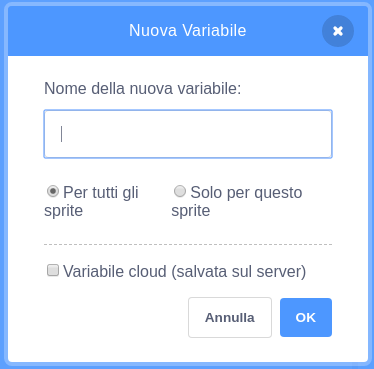 Nuova Variabile
Nome della nuova variabile:
Per tutti gli
sprite
Solo per questo
sprite
Variabile cloud (salvata sul server)
Annulla
OK